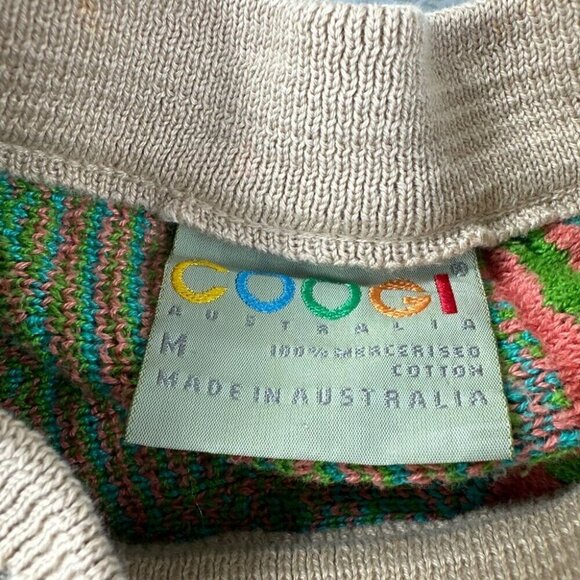 COOGI®
AUSTRALIA
M 100% MERCERISED
COTTON
MADE IN AUSTRALIA